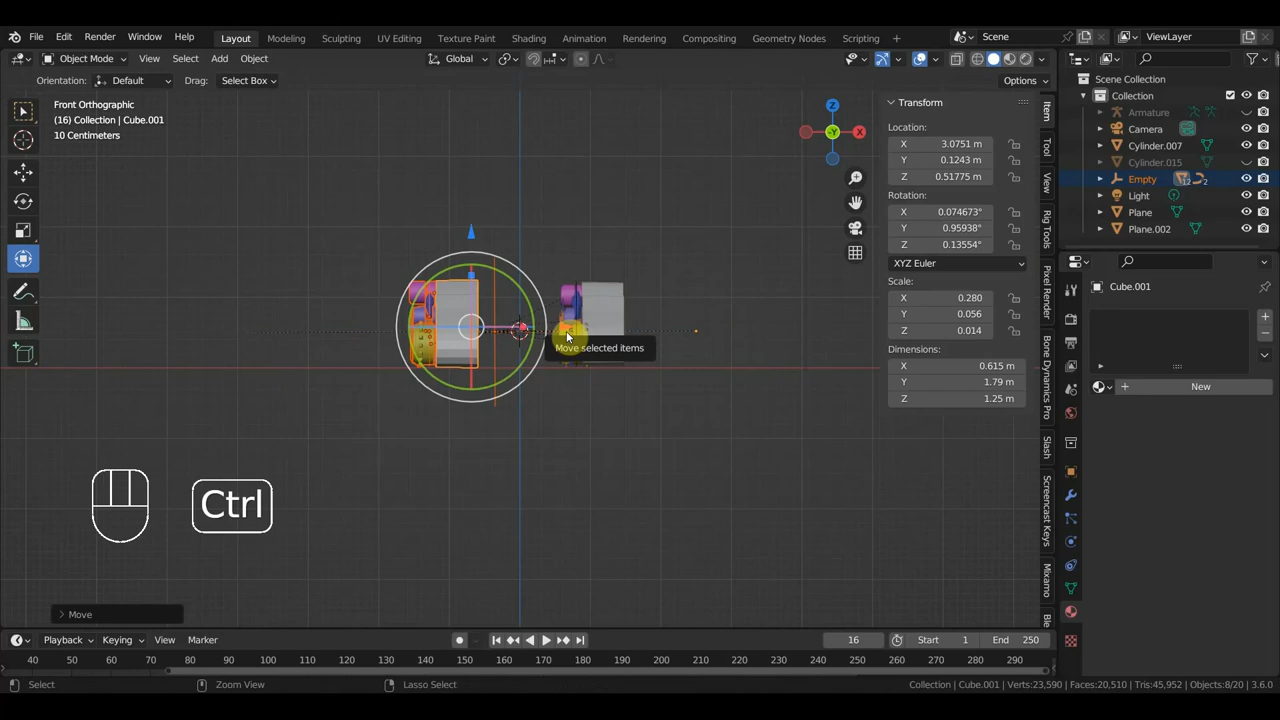 File Edit Render Window Help Layout Modeling Sculpting UV Editing Texture Paint Shading Animation Rendering Compositing Geometry Nodes Scripting + Scene ViewLayer
Object Mode View Select Add Object Global Options
Orientation: Default Drag: Select Box
Front Orthographic
(16) Collection | Cube.001
10 Centimeters
Z
X
-Y
Transform
Location:
X 3.0751 m
Y 0.1243 m
Z 0.51775 m
Rotation:
X 0.074673°
Y 0.95938°
Z 0.13554°
XYZ Euler
Scale:
X 0.280
Y 0.056
Z 0.014
Dimensions:
X 0.615 m
Y 1.79 m
Z 1.25 m
Item
Tool
View
Rig Tools
Pixel Render
Bone Dynamics Pro
Slash
Screencast Keys
Mixamo
Ble
Scene Collection
Collection
Armature
Camera
Cylinder.007
Cylinder.015
Empty 12 2
Light
Plane
Plane.002
Cube.001
+ New
Move selected items
Ctrl
Move
Playback Keying View Marker 16 Start 1 End 250
40 50 60 70 80 90 100 110 120 130 140 150 160 170 180 190 200 210 220 230 240 250 260 270 280 290
Select Zoom View Lasso Select Collection | Cube.001 | Verts:23,590 | Faces:20,510 | Tris:45,952 | Objects:8/20 | 3.6.0